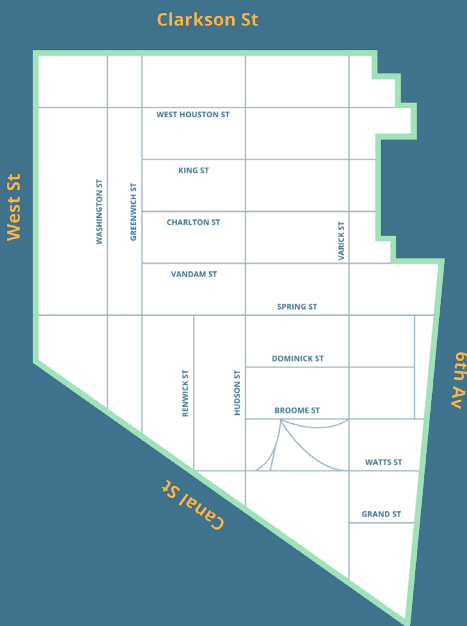 Clarkson St
WEST HOUSTON ST
KING ST
West St
WASHINGTON ST
GREENWICH ST
CHARLTON ST
VARICK ST
VANDAM ST
SPRING ST
DOMINICK ST
6th Av
RENWICK ST
HUDSON ST
BROOME ST
WATTS ST
Canal St
GRAND ST